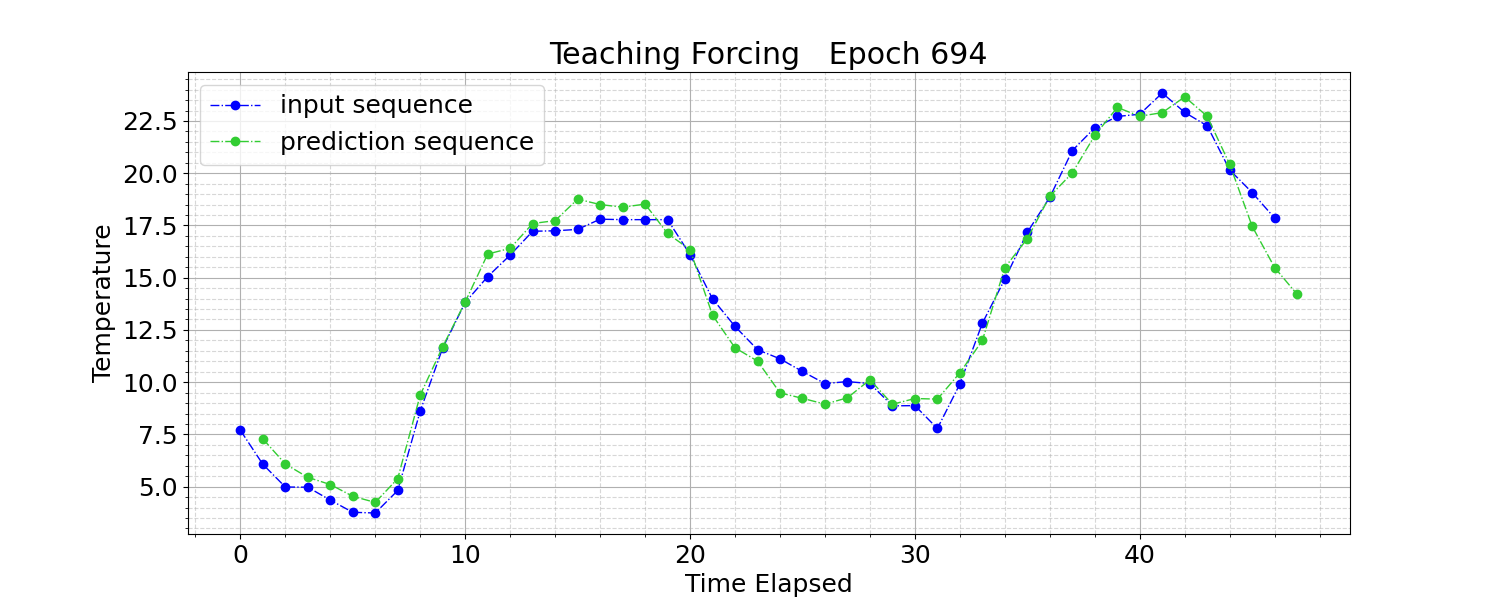 Teaching Forcing   Epoch 694
input sequence
prediction sequence
22.5
20.0
17.5
15.0
12.5
10.0
7.5
5.0
Temperature
0 10 20 30 40
Time Elapsed